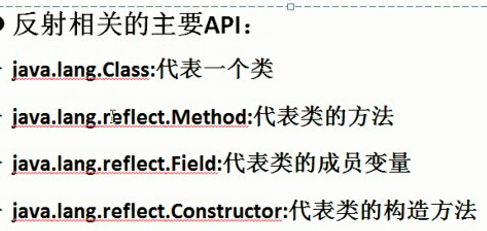 反射相关的主要API：
java.lang.Class:代表一个类
java.lang.reflect.Method:代表类的方法
java.lang.reflect.Field:代表类的成员变量
java.lang.reflect.Constructor:代表类的构造方法